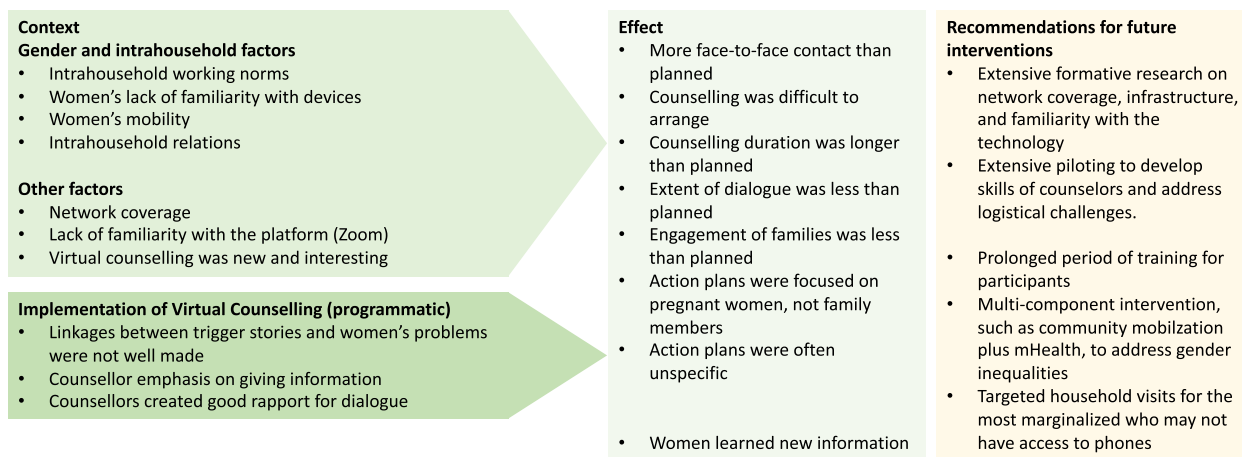 Context
Gender and intrahousehold factors
• Intrahousehold working norms
• Women's lack of familiarity with devices
• Women's mobility
• Intrahousehold relations
Other factors
• Network coverage
• Lack of familiarity with the platform (Zoom)
• Virtual counselling was new and interesting
Implementation of Virtual Counselling (programmatic)
• Linkages between trigger stories and women's problems
were not well made
• Counsellor emphasis on giving information
• Counsellors created good rapport for dialogue
Effect
• More face-to-face contact than
planned
• Counselling was difficult to
arrange
• Counselling duration was longer
than planned
• Extent of dialogue was less than
planned
• Engagement of families was less
than planned
• Action plans were focused on
pregnant women, not family
members
• Action plans were often
unspecific
• Women learned new information
Recommendations for future
interventions
• Extensive formative research on
network coverage, infrastructure,
and familiarity with the
technology
• Extensive piloting to develop
skills of counselors and address
logistical challenges.
• Prolonged period of training for
participants
• Multi-component intervention,
such as community mobilzation
plus mHealth, to address gender
inequalities
• Targeted household visits for the
most marginalized who may not
have access to phones